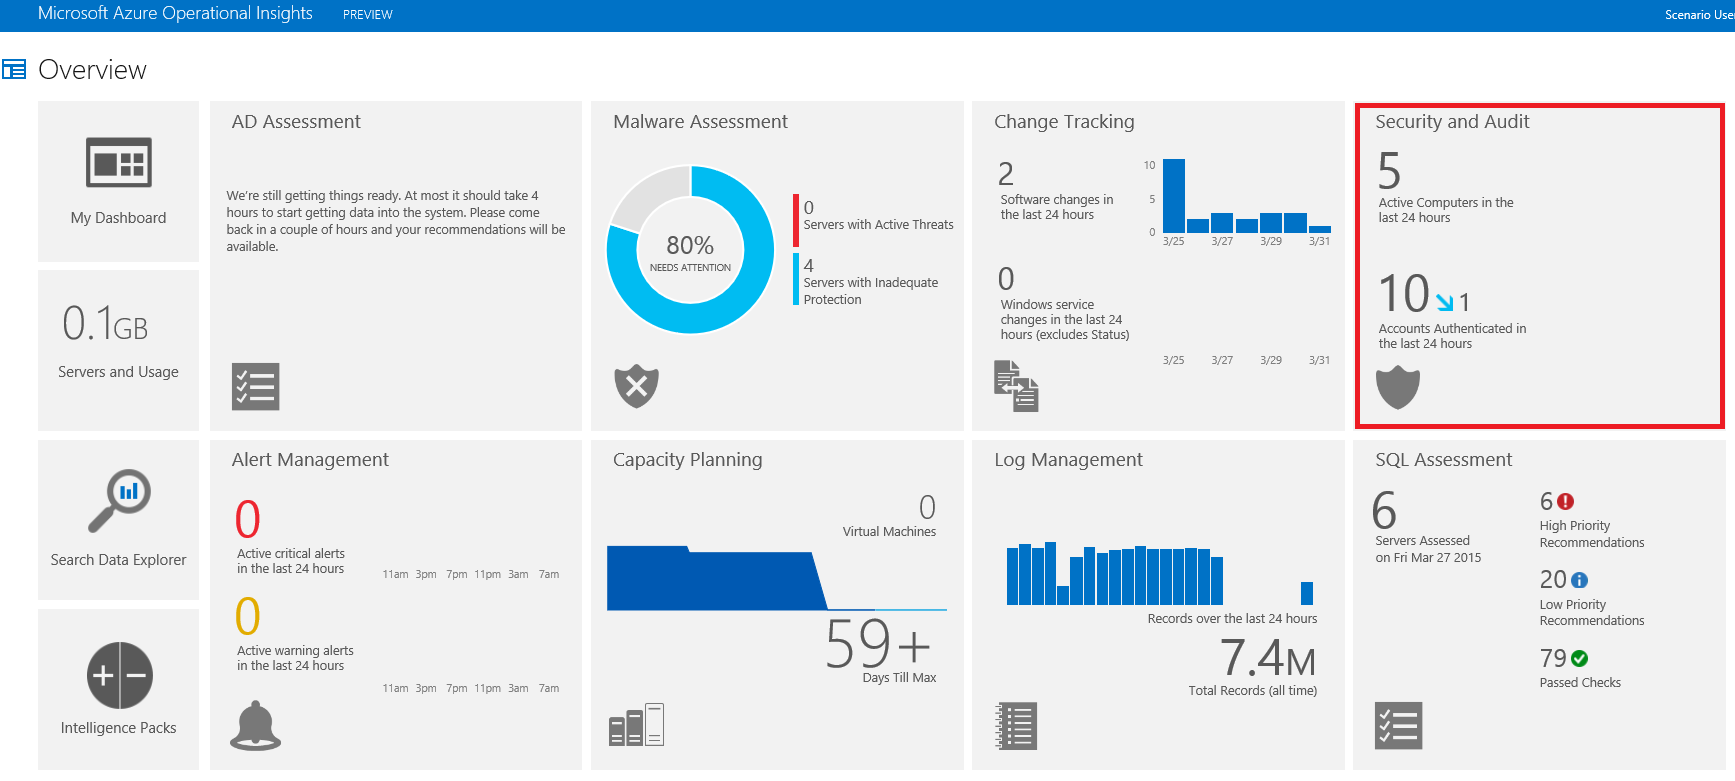 Microsoft Azure Operational Insights
PREVIEW
Scenario User
Overview
My Dashboard
0.1GB
Servers and Usage
Search Data Explorer
Intelligence Packs
AD Assessment
We're still getting things ready. At most it should take 4
hours to start getting data into the system. Please come
back in a couple of hours and your recommendations will be
available.
Malware Assessment
80%
NEEDS ATTENTION
0
Servers with Active Threats
4
Servers with Inadequate
Protection
Change Tracking
2
Software changes in
the last 24 hours
10
5
0
3/25 3/27 3/29 3/31
0
Windows service
changes in the last 24
hours (excludes Status)
3/25 3/27 3/29 3/31
Security and Audit
5
Active Computers in the
last 24 hours
10 1
Accounts Authenticated in
the last 24 hours
Alert Management
0
Active critical alerts
in the last 24 hours
11am 3pm 7pm 11pm 3am 7am
0
Active warning alerts
in the last 24 hours
11am 3pm 7pm 11pm 3am 7am
Capacity Planning
0
Virtual Machines
59+
Days Till Max
Log Management
Records over the last 24 hours
7.4M
Total Records (all time)
SQL Assessment
6
Servers Assessed
on Fri Mar 27 2015
6
High Priority
Recommendations
20
Low Priority
Recommendations
79
Passed Checks